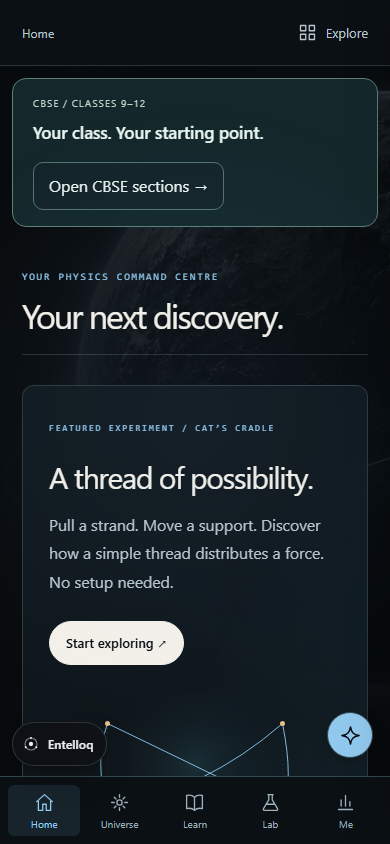 Home
Explore
CBSE / CLASSES 9–12
Your class. Your starting point.
Open CBSE sections →
YOUR PHYSICS COMMAND CENTRE
Your next discovery.
FEATURED EXPERIMENT / CAT’S CRADLE
A thread of possibility.
Pull a strand. Move a support. Discover
how a simple thread distributes a force.
No setup needed.
Start exploring ↗
Entelloq
Home
Universe
Learn
Lab
Me